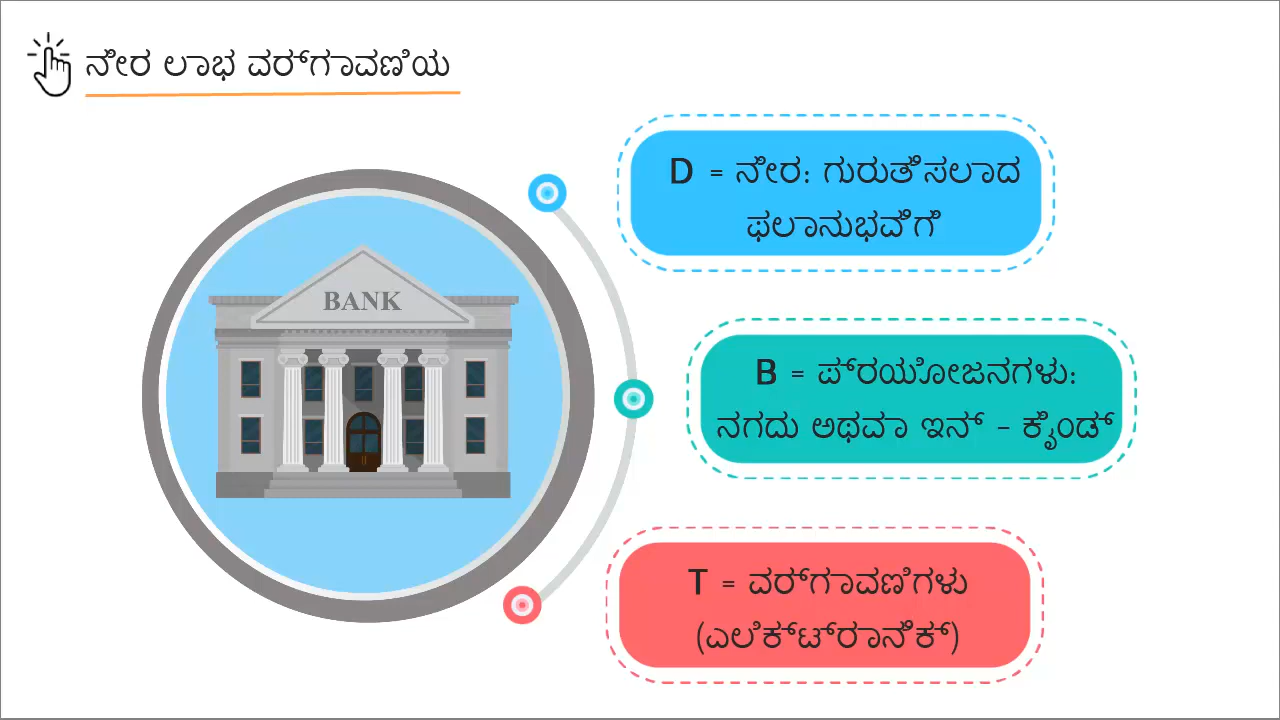 ನೇರ ಲಾಭ ವರ್ಗಾವಣೆಯ
BANK
D = ನೇರ: ಗುರುತಿಸಲಾದ
ಫಲಾನುಭವಿಗೆ
B = ಪ್ರಯೋಜನಗಳು:
ನಗದು ಅಥವಾ ಇನ್ - ಕೈಂಡ್
T = ವರ್ಗಾವಣೆಗಳು
(ಎಲೆಕ್ಟ್ರಾನಿಕ್)